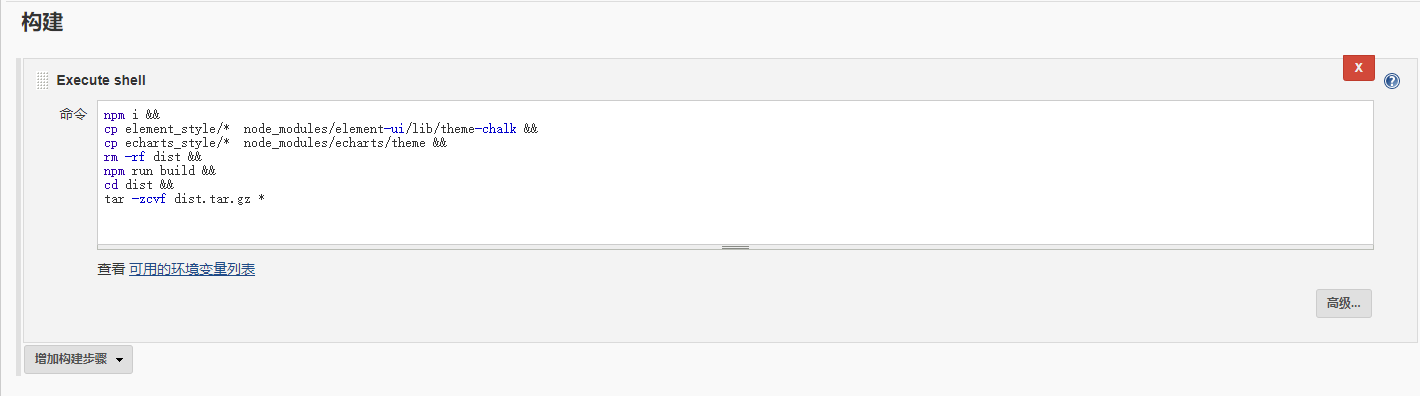 构建
Execute shell
X
命令
npm i &&
cp element_style/*  node_modules/element-ui/lib/theme-chalk &&
cp echarts_style/*  node_modules/echarts/theme &&
rm -rf dist &&
npm run build &&
cd dist &&
tar -zcvf dist.tar.gz *
查看 可用的环境变量列表
高级...
增加构建步骤